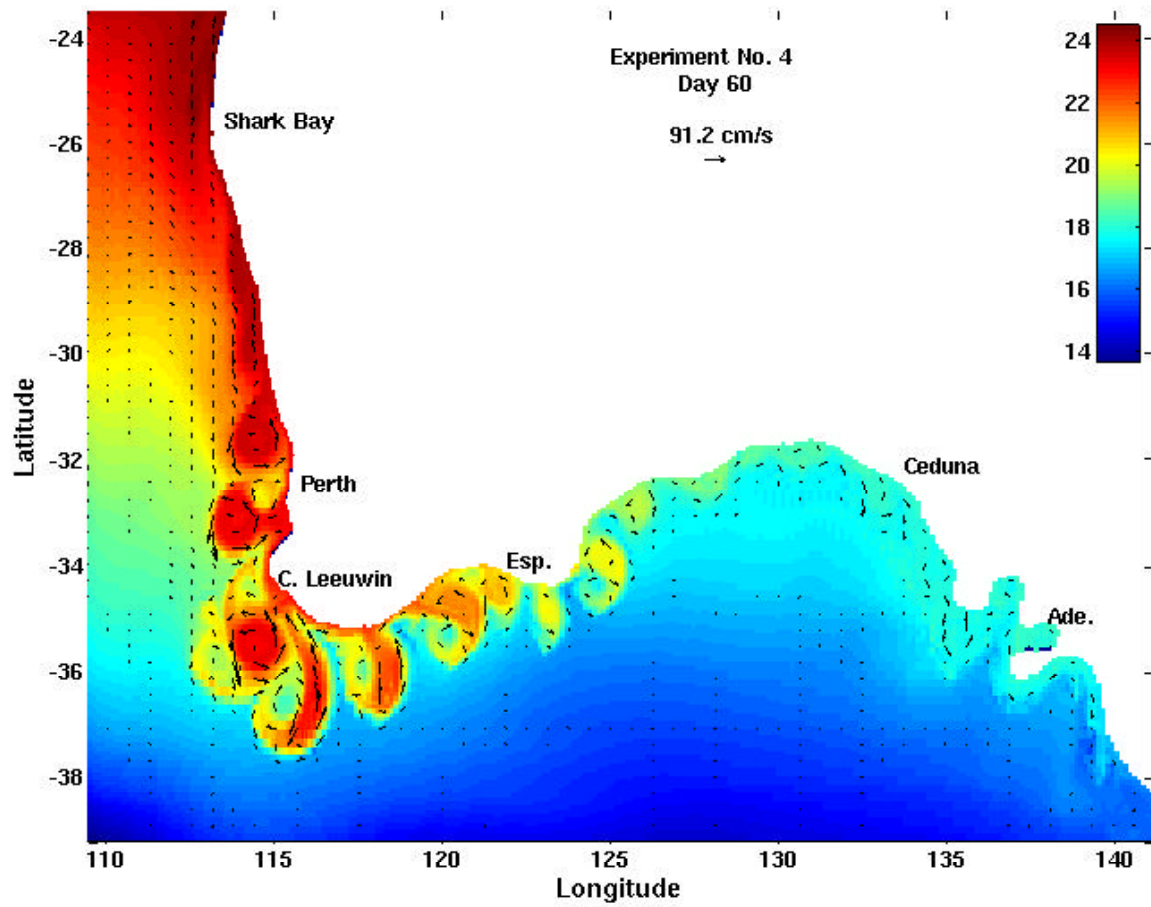 Experiment No. 4
Day 60
91.2 cm/s
Shark Bay
Perth
C. Leeuwin
Esp.
Ceduna
Ade.
Latitude
-24
-26
-28
-30
-32
-34
-36
-38
110 115 120 125 130 135 140
Longitude
24
22
20
18
16
14